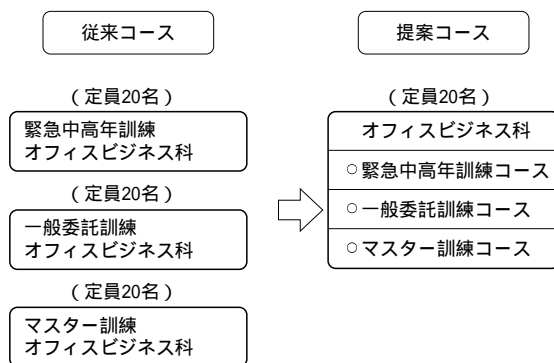 従来コース
(定員20名)
緊急中高年訓練
オフィスビジネス科
(定員20名)
一般委託訓練
オフィスビジネス科
(定員20名)
マスター訓練
オフィスビジネス科
提案コース
(定員20名)
オフィスビジネス科
○緊急中高年訓練コース
○一般委託訓練コース
○マスター訓練コース